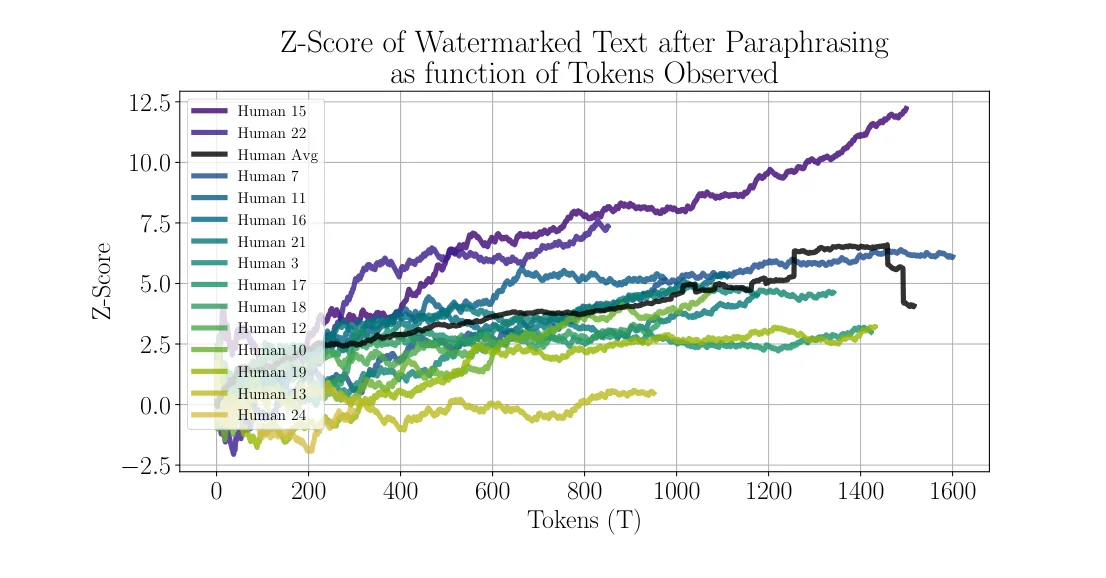 Z-Score of Watermarked Text after Paraphrasing
as function of Tokens Observed
Z-Score
12.5
10.0
7.5
5.0
2.5
0.0
−2.5
Human 15
Human 22
Human Avg
Human 7
Human 11
Human 16
Human 21
Human 3
Human 17
Human 18
Human 12
Human 10
Human 19
Human 13
Human 24
0 200 400 600 800 1000 1200 1400 1600
Tokens (T)